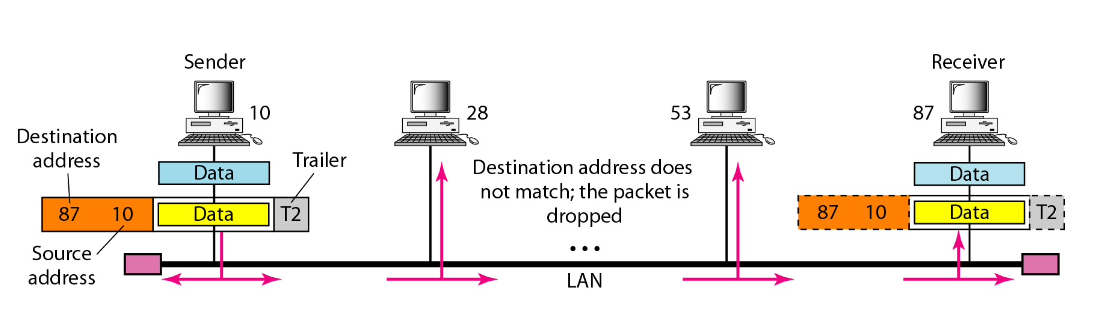 Sender
Receiver
10
28
53
87
Destination
address
Trailer
Data
Destination address does
not match; the packet is
dropped
Data
87 10 Data T2
87 10 Data T2
Source
address
...
LAN